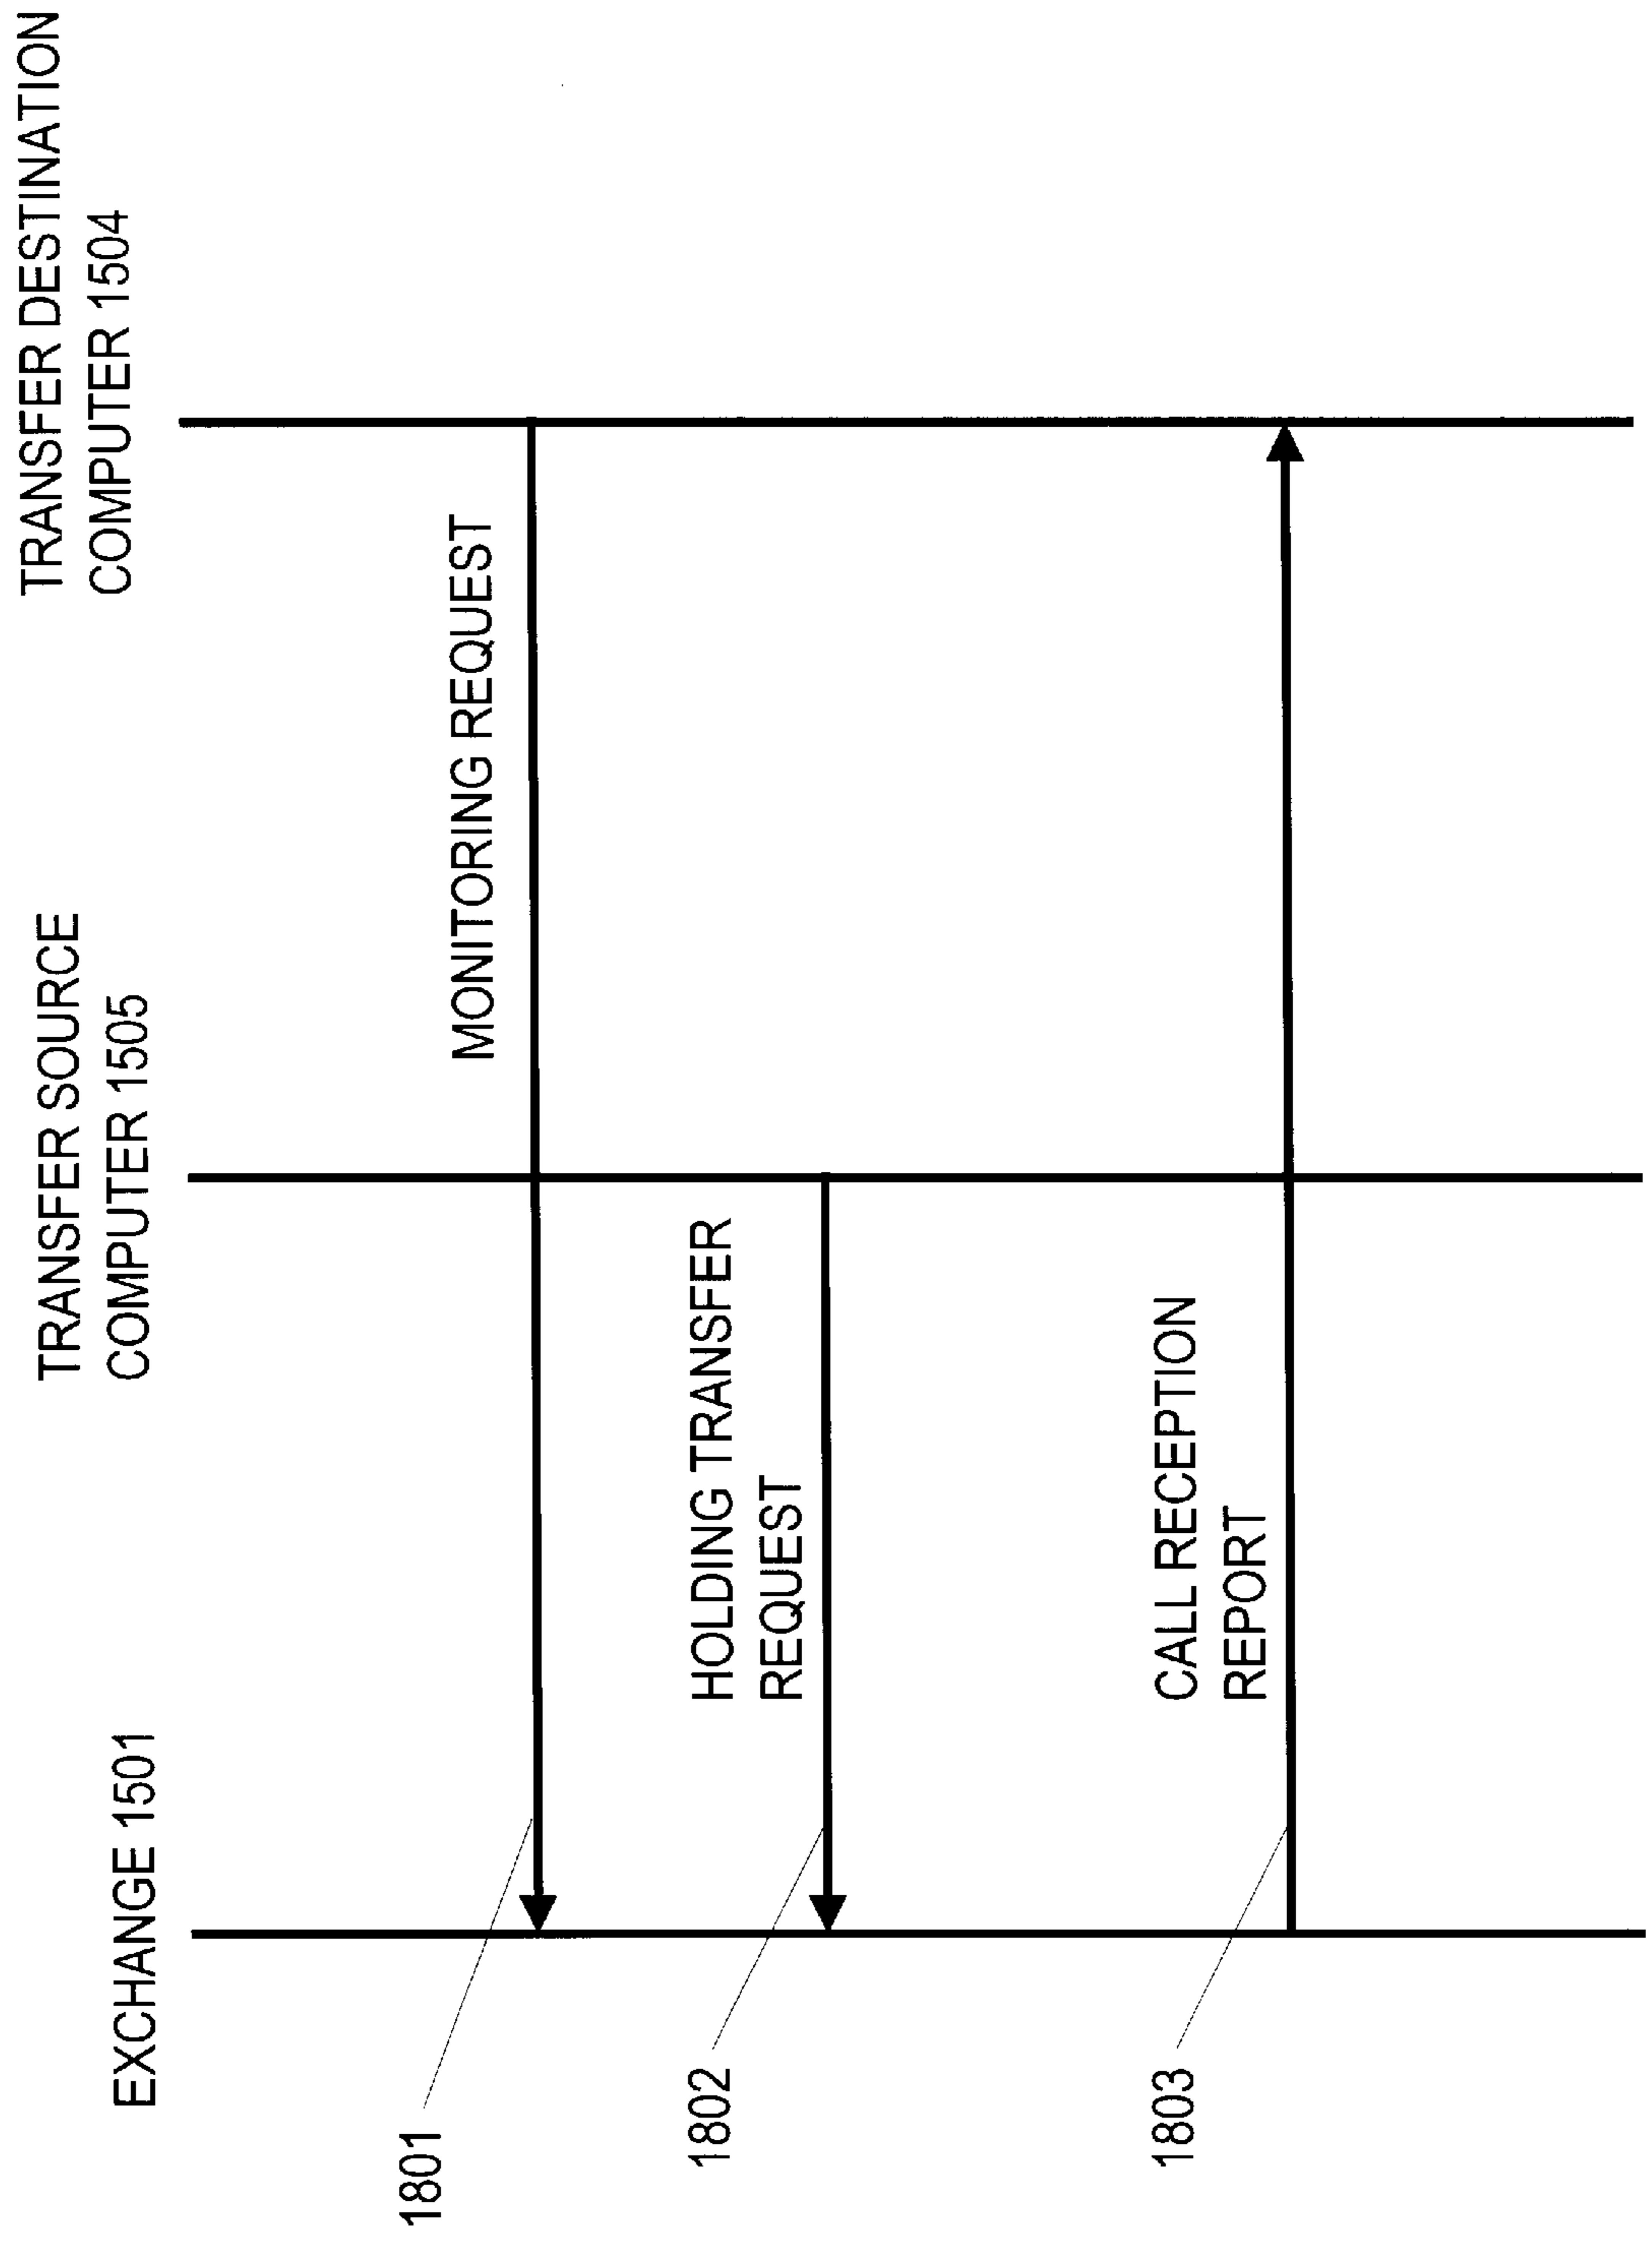 EXCHANGE 1501
TRANSFER SOURCE
COMPUTER 1505
TRANSFER DESTINATION
COMPUTER 1504
1801
MONITORING REQUEST
1802
HOLDING TRANSFER
REQUEST
1803
CALL RECEPTION
REPORT